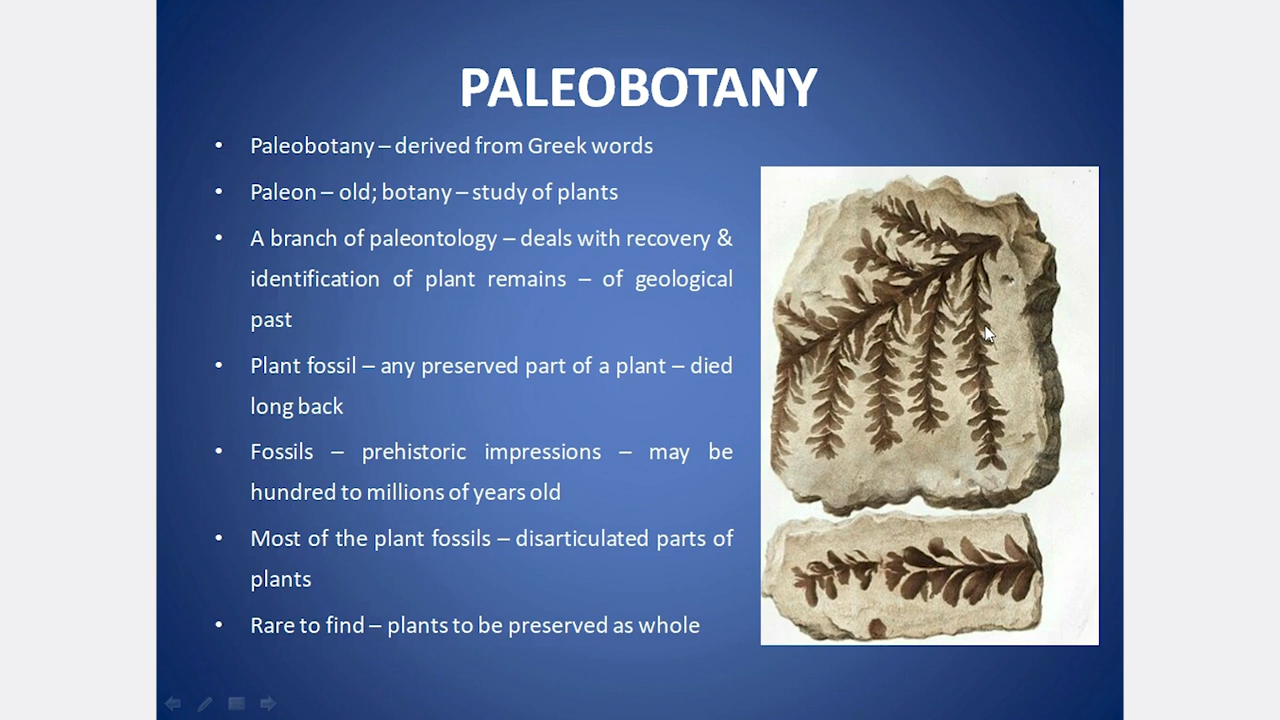 PALEOBOTANY
• Paleobotany – derived from Greek words
• Paleon – old; botany – study of plants
• A branch of paleontology – deals with recovery &
identification of plant remains – of geological
past
• Plant fossil – any preserved part of a plant – died
long back
• Fossils – prehistoric impressions – may be
hundred to millions of years old
• Most of the plant fossils – disarticulated parts of
plants
• Rare to find – plants to be preserved as whole